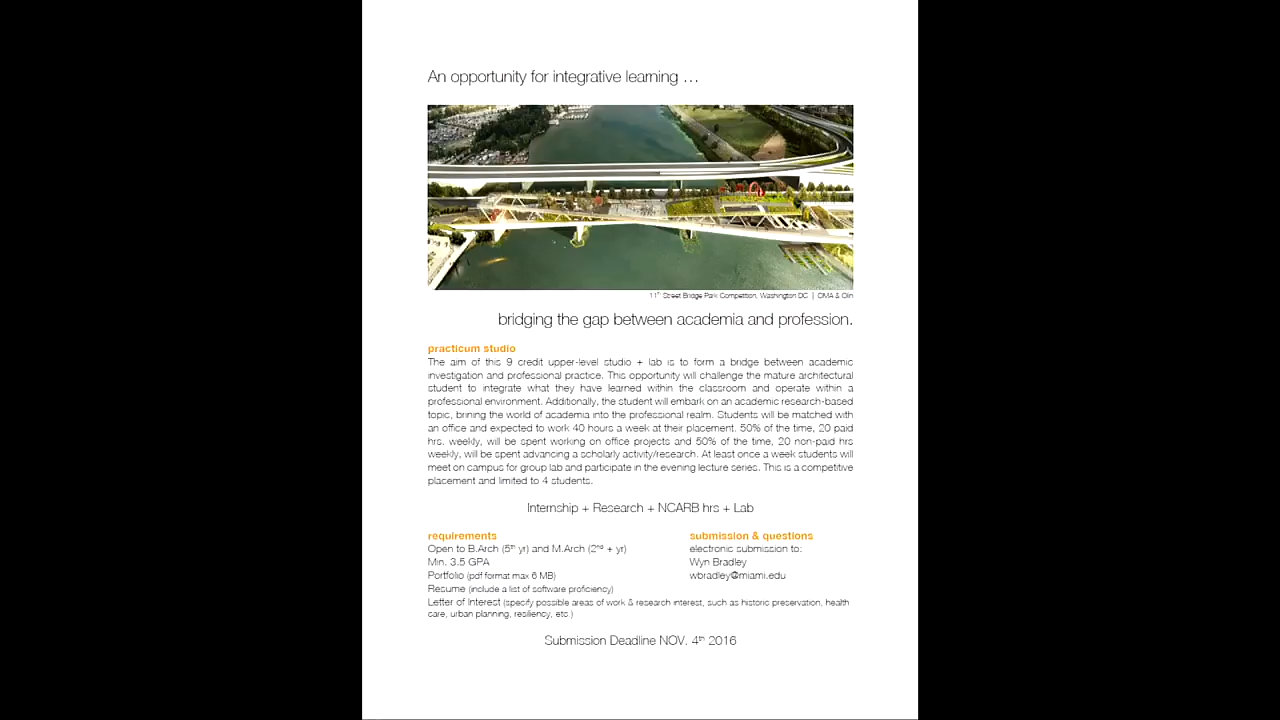 An opportunity for integrative learning …
11th Street Bridge Park Competition, Washington DC | OMA & Olin
bridging the gap between academia and profession.
practicum studio
The aim of this 9 credit upper-level studio + lab is to form a bridge between academic
investigation and professional practice. This opportunity will challenge the mature architectural
student to integrate what they have learned within the classroom and operate within a
professional environment. Additionally, the student will embark on an academic research-based
topic, brining the world of academia into the professional realm. Students will be matched with
an office and expected to work 40 hours a week at their placement. 50% of the time, 20 paid
hrs. weekly, will be spent working on office projects and 50% of the time, 20 non-paid hrs
weekly, will be spent advancing a scholarly activity/research. At least once a week students will
meet on campus for group lab and participate in the evening lecture series. This is a competitive
placement and limited to 4 students.
Internship + Research + NCARB hrs + Lab
requirements
Open to B.Arch (5th yr) and M.Arch (2nd + yr)
Min. 3.5 GPA
Portfolio (pdf format max 6 MB)
Resume (include a list of software proficiency)
Letter of Interest (specify possible areas of work & research interest, such as historic preservation, health
care, urban planning, resiliency, etc.)
submission & questions
electronic submission to:
Wyn Bradley
wbradley@miami.edu
Submission Deadline NOV. 4th 2016